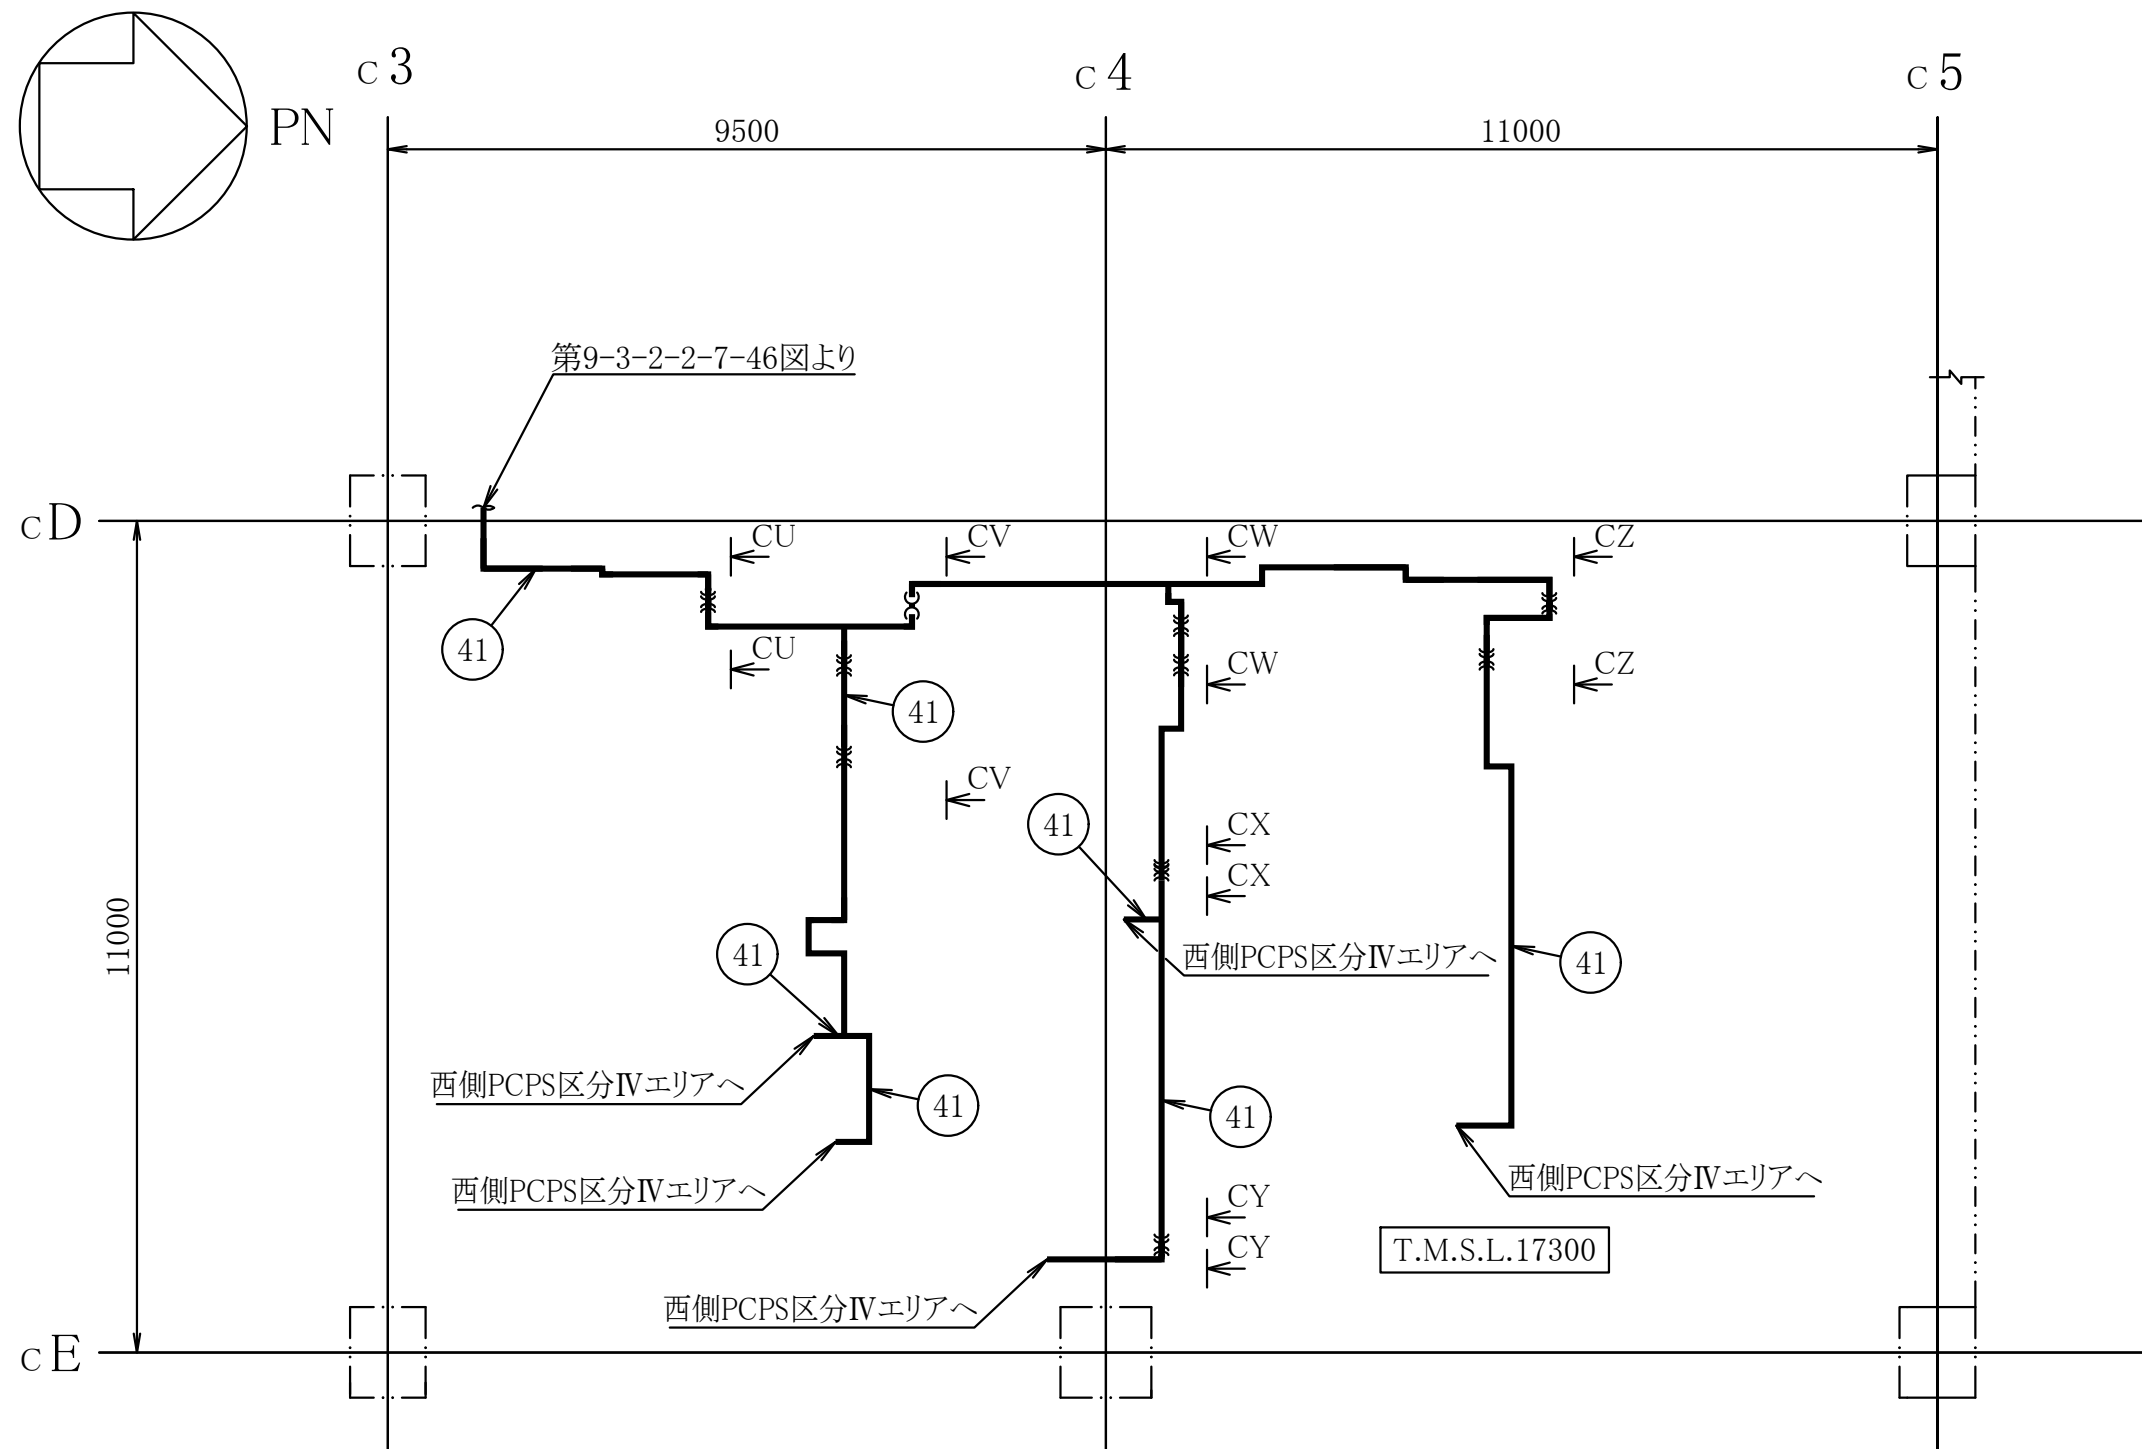 PN
C3
C4
C5
9500
11000
第9-3-2-2-7-46図より
CD
CU
CV
CW
CZ
41
CU
CW
CZ
41
CV
41
CX
CX
11000
41
西側PCPS区分Ⅳエリアへ
41
西側PCPS区分Ⅳエリアへ
41
41
西側PCPS区分Ⅳエリアへ
西側PCPS区分Ⅳエリアへ
CY
CY
T.M.S.L.17300
西側PCPS区分Ⅳエリアへ
CE